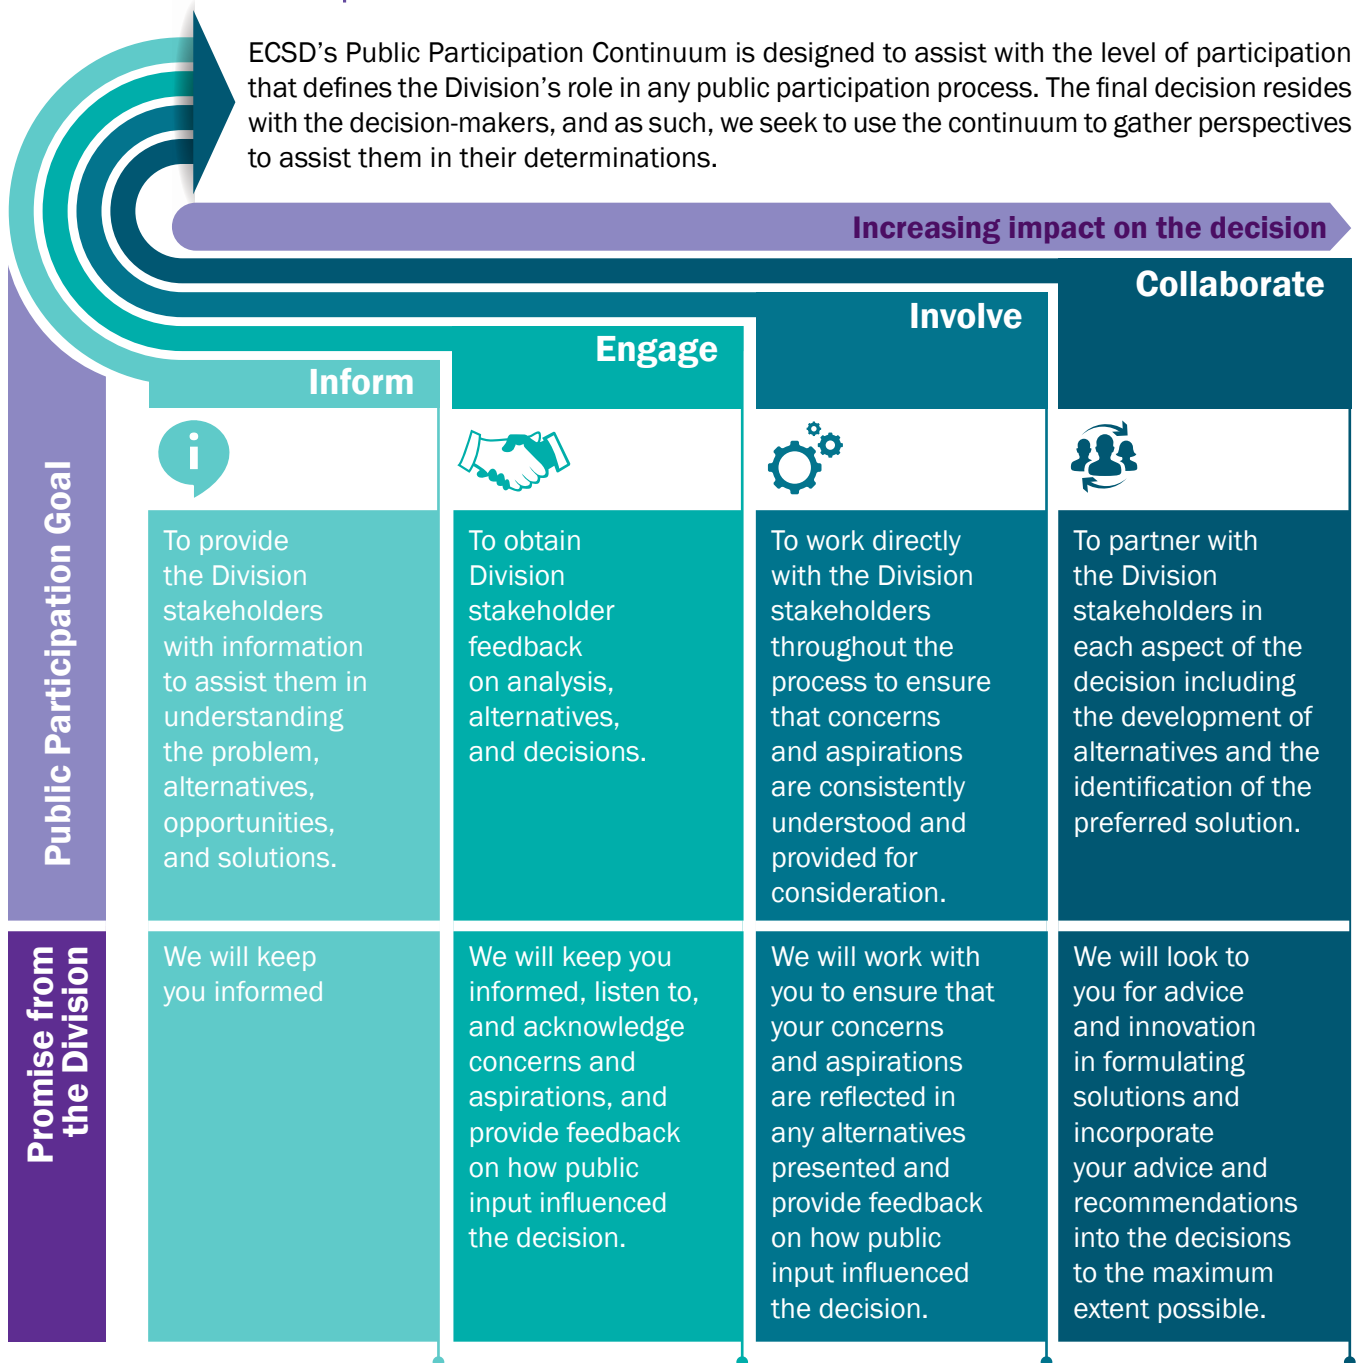 ECSD’s Public Participation Continuum is designed to assist with the level of participation
that defines the Division’s role in any public participation process. The final decision resides
with the decision-makers, and as such, we seek to use the continuum to gather perspectives
to assist them in their determinations.
Increasing impact on the decision
Collaborate
Involve
Engage
Inform
i
Public Participation Goal
To provide
the Division
stakeholders
with information
to assist them in
understanding
the problem,
alternatives,
opportunities,
and solutions.
To obtain
Division
stakeholder
feedback
on analysis,
alternatives,
and decisions.
To work directly
with the Division
stakeholders
throughout the
process to ensure
that concerns
and aspirations
are consistently
understood and
provided for
consideration.
To partner with
the Division
stakeholders in
each aspect of the
decision including
the development of
alternatives and the
identification of the
preferred solution.
Promise from
the Division
We will keep
you informed
We will keep you
informed, listen to,
and acknowledge
concerns and
aspirations, and
provide feedback
on how public
input influenced
the decision.
We will work with
you to ensure that
your concerns
and aspirations
are reflected in
any alternatives
presented and
provide feedback
on how public
input influenced
the decision.
We will look to
you for advice
and innovation
in formulating
solutions and
incorporate
your advice and
recommendations
into the decisions
to the maximum
extent possible.